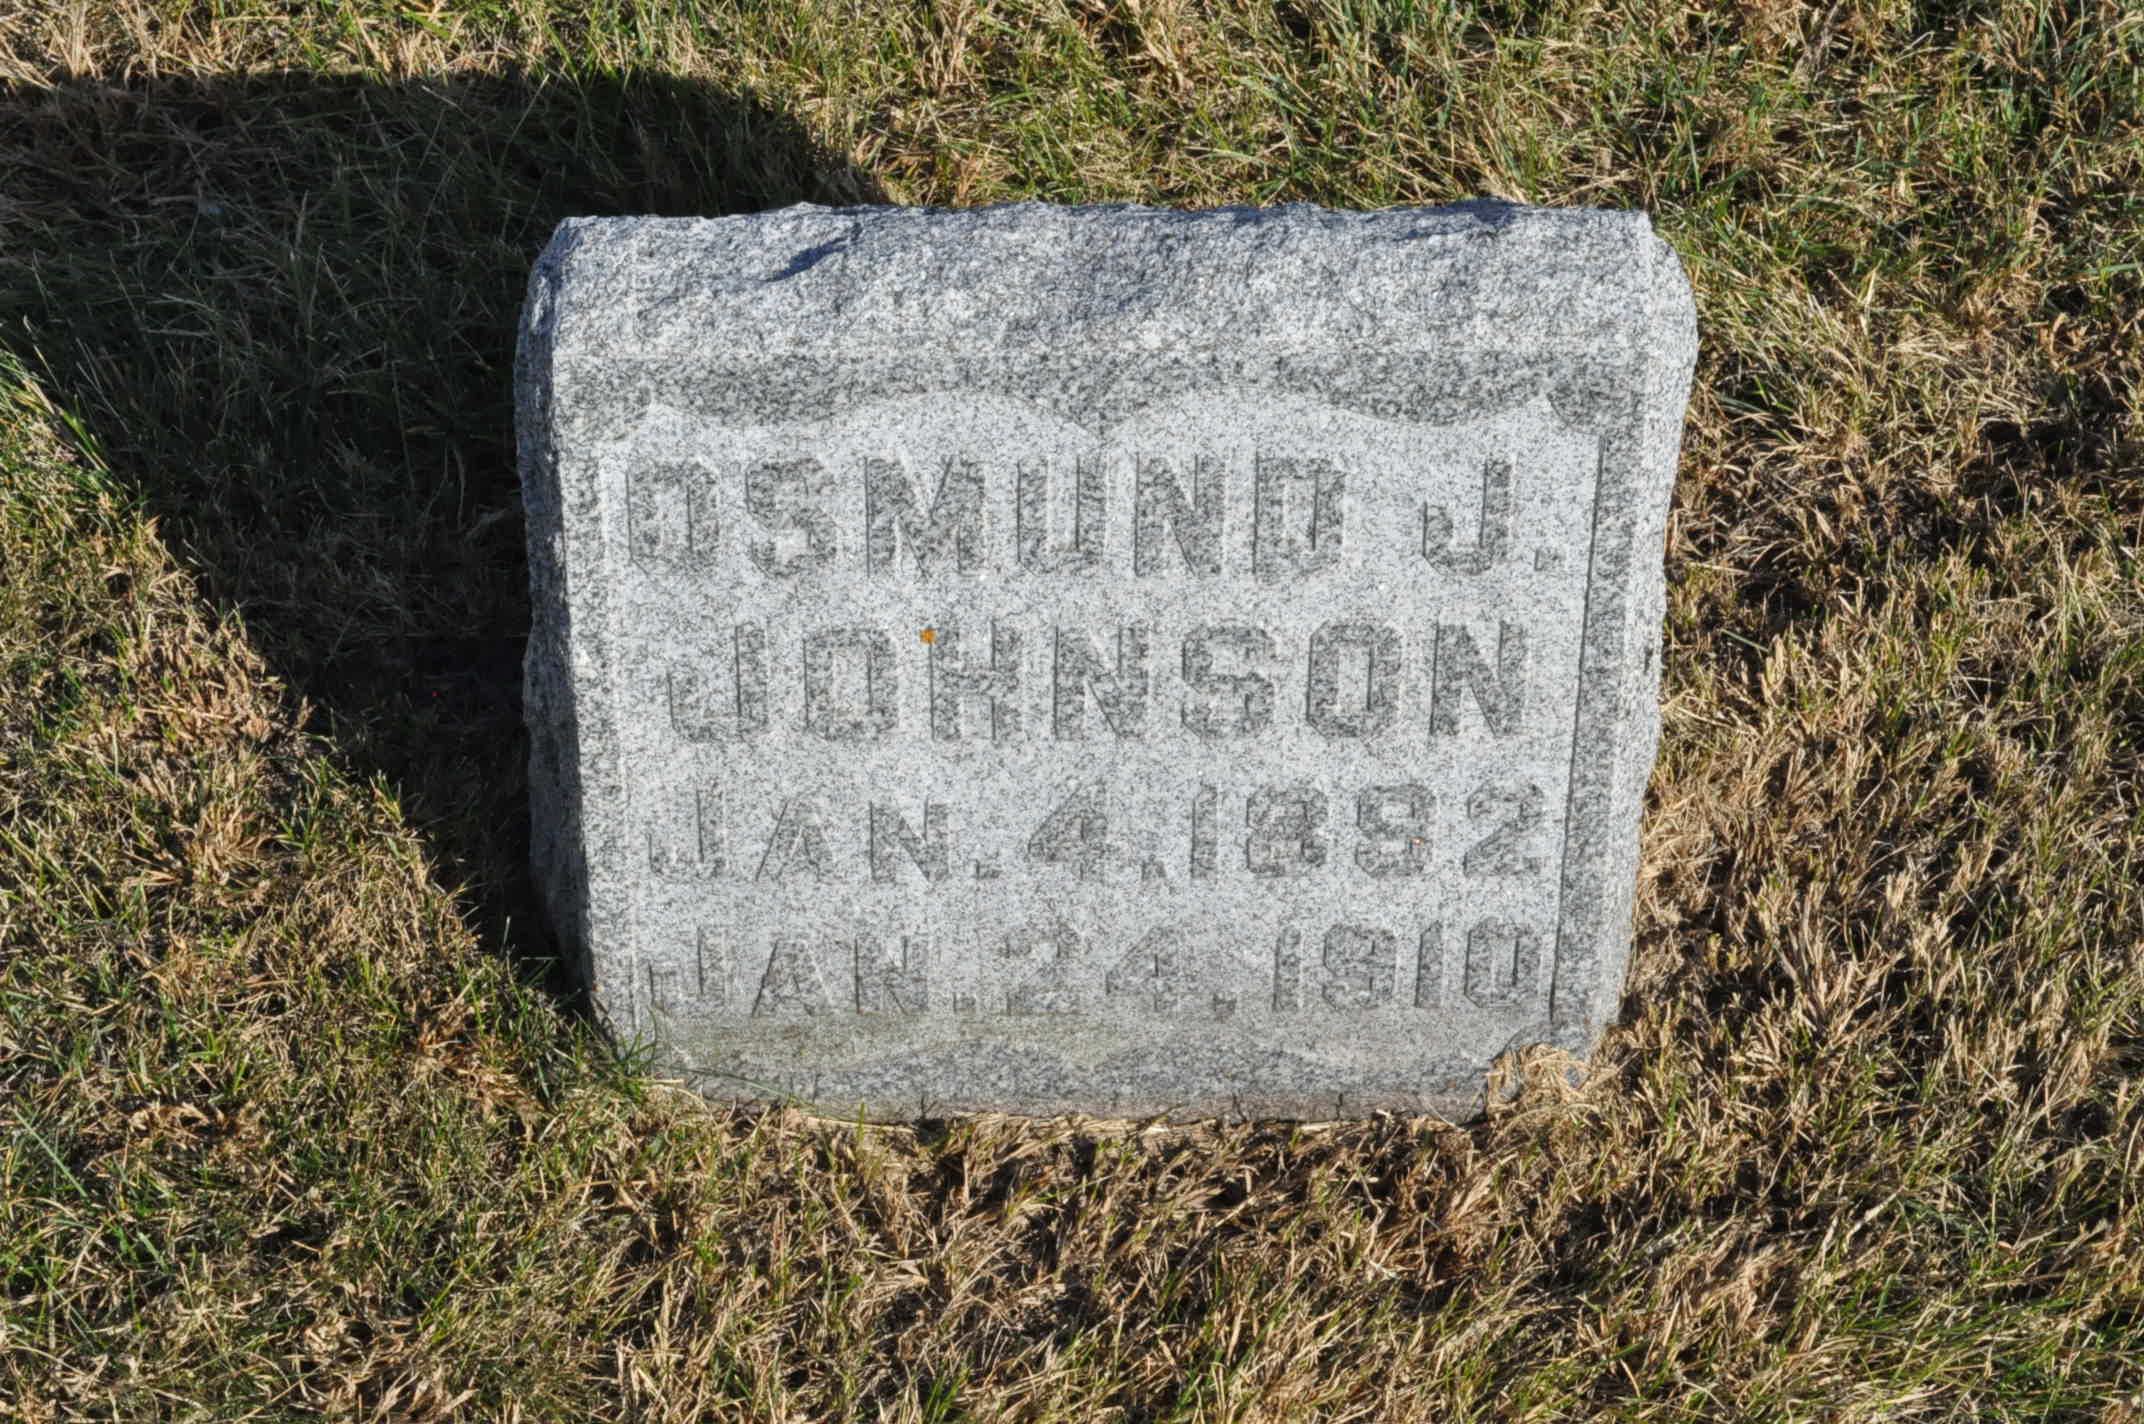 OSMUND J.
JOHNSON
JAN. 4, 1892
JAN. 24, 1910